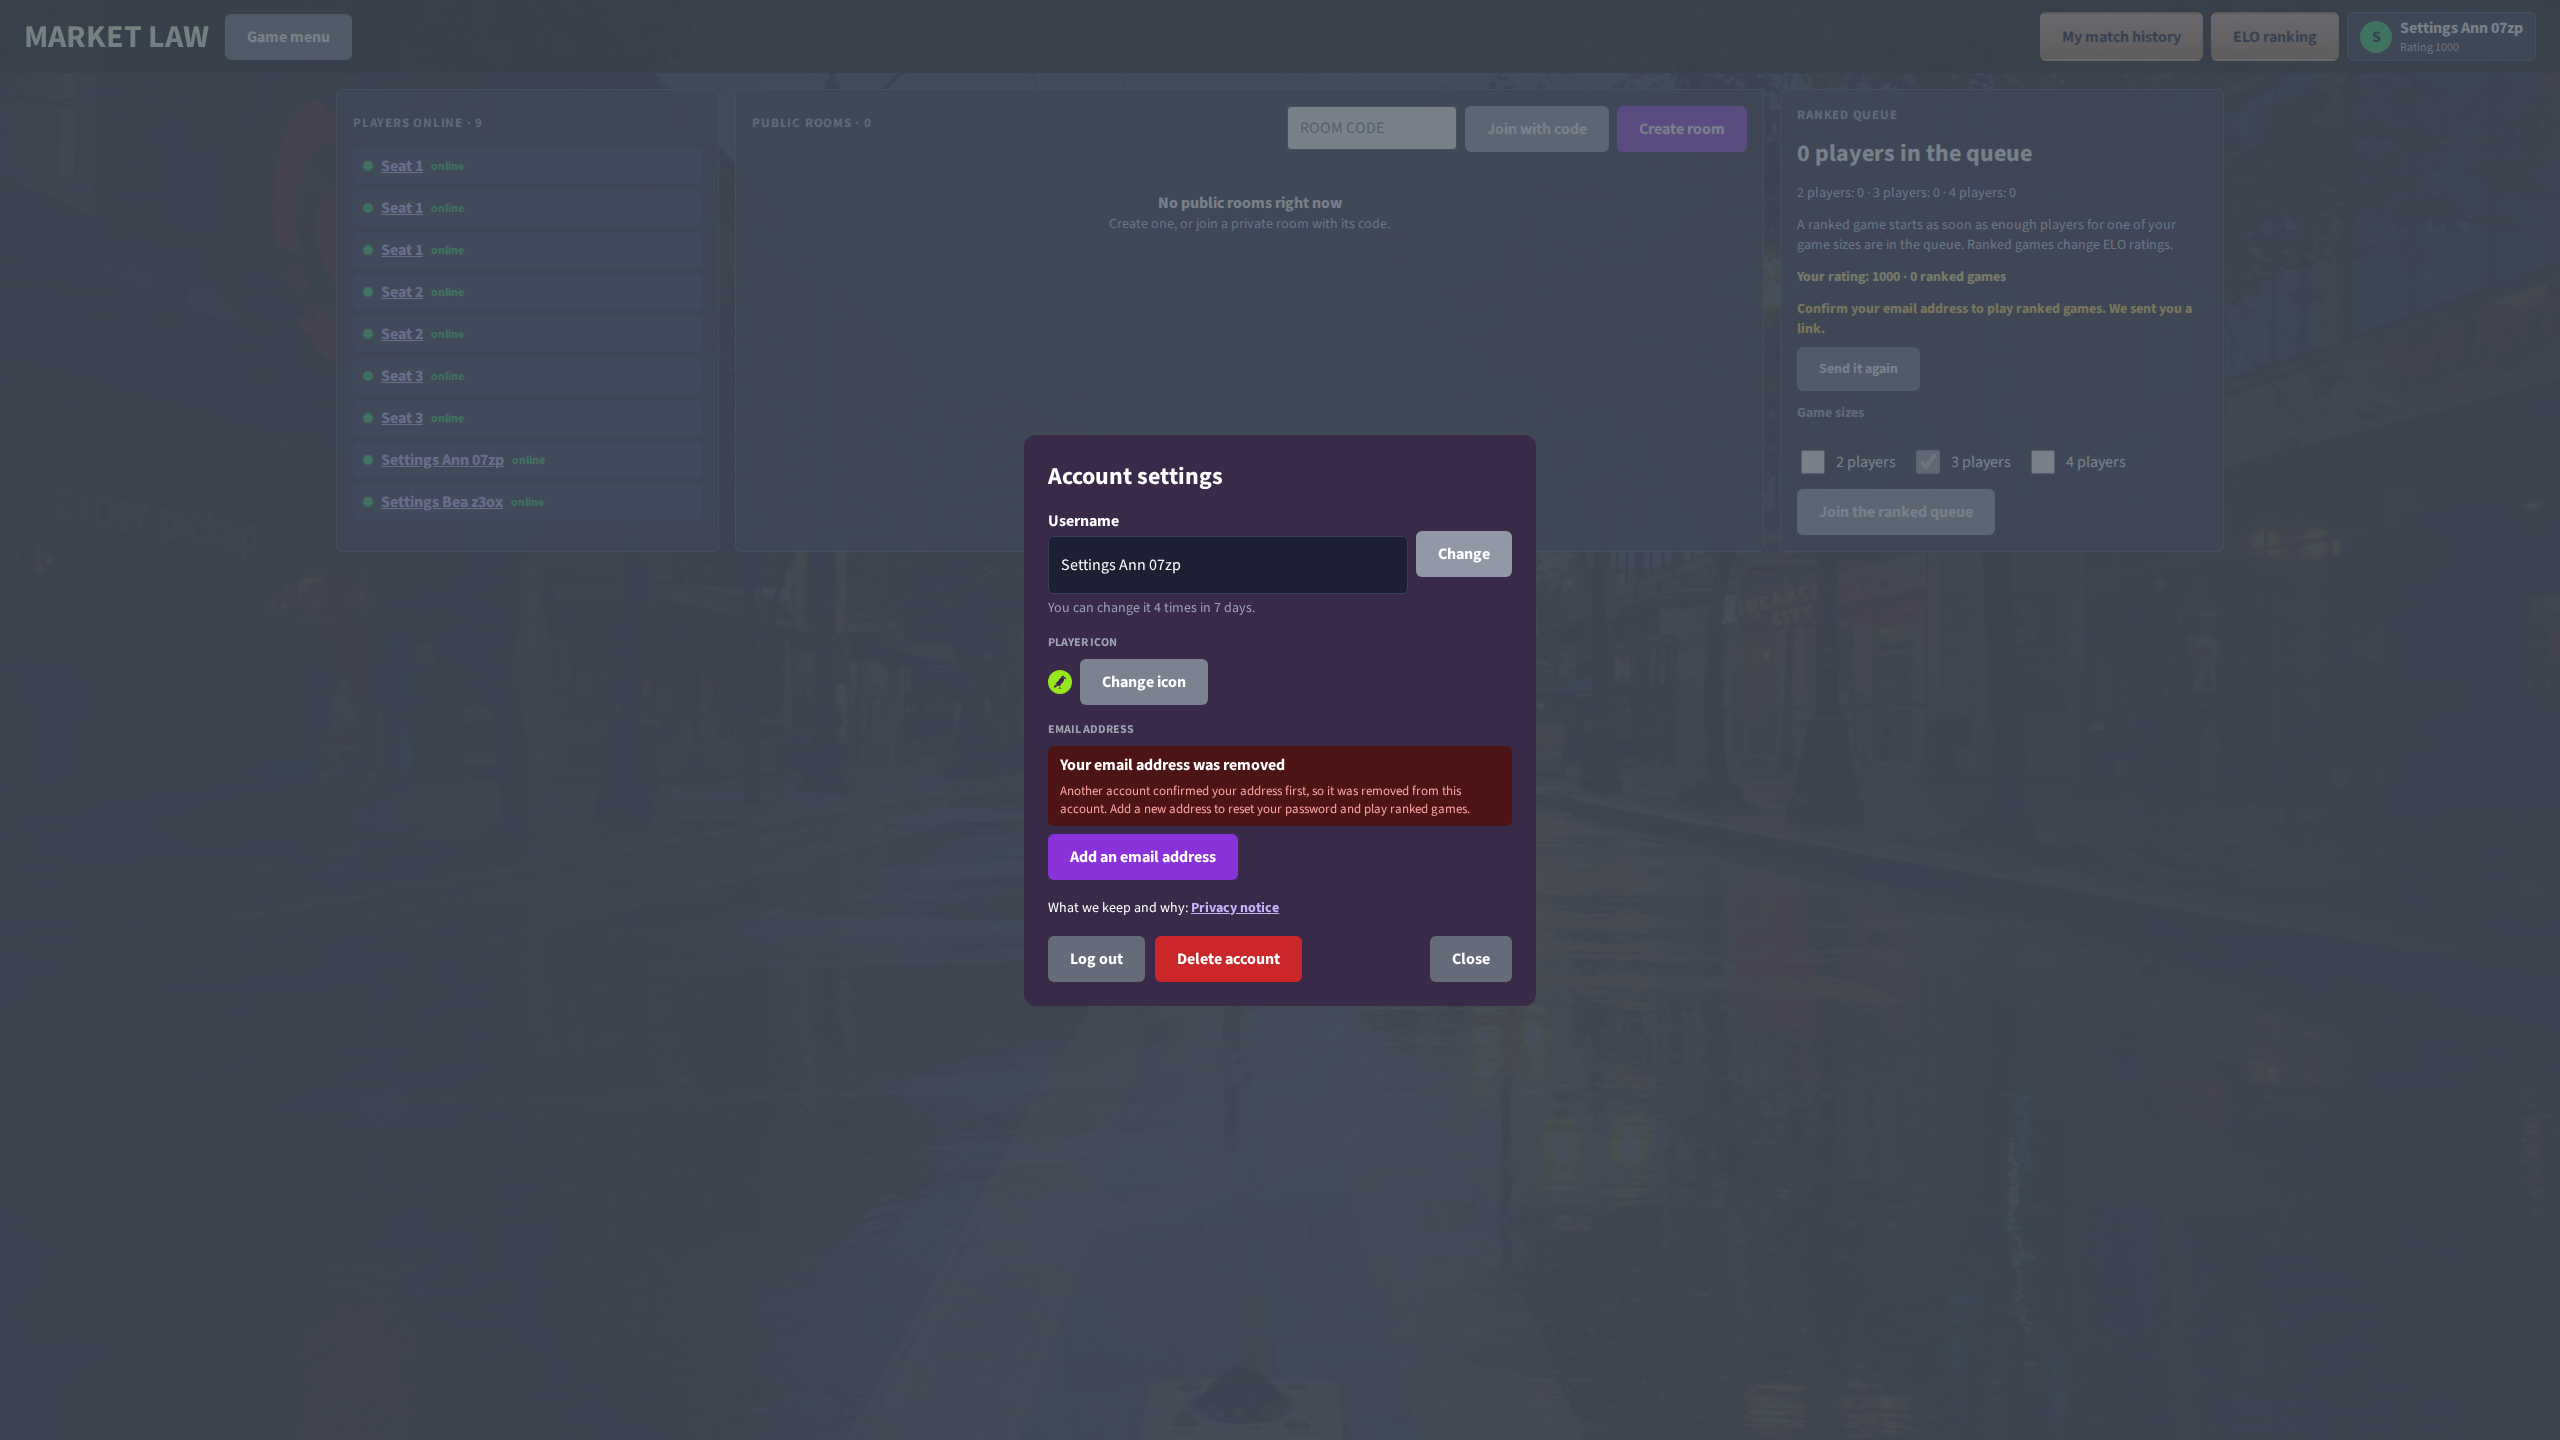 MARKET LAW
Game menu
My match history
ELO ranking
S
Settings Ann 07zp
Rating 1000
PLAYERS ONLINE · 9
Seat 1 online
Seat 1 online
Seat 1 online
Seat 2 online
Seat 2 online
Seat 3 online
Seat 3 online
Settings Ann 07zp online
Settings Bea z3ox online
PUBLIC ROOMS · 0
ROOM CODE
Join with code
Create room
No public rooms right now
Create one, or join a private room with its code.
RANKED QUEUE
0 players in the queue
2 players: 0 · 3 players: 0 · 4 players: 0
A ranked game starts as soon as enough players for one of your
game sizes are in the queue. Ranked games change ELO ratings.
Your rating: 1000 · 0 ranked games
Confirm your email address to play ranked games. We sent you a
link.
Send it again
Game sizes
2 players
3 players
4 players
Join the ranked queue
order pickup
SNEAKER
CITY
Account settings
Username
Settings Ann 07zp
Change
You can change it 4 times in 7 days.
PLAYER ICON
Change icon
EMAIL ADDRESS
Your email address was removed
Another account confirmed your address first, so it was removed from this
account. Add a new address to reset your password and play ranked games.
Add an email address
What we keep and why: Privacy notice
Log out
Delete account
Close